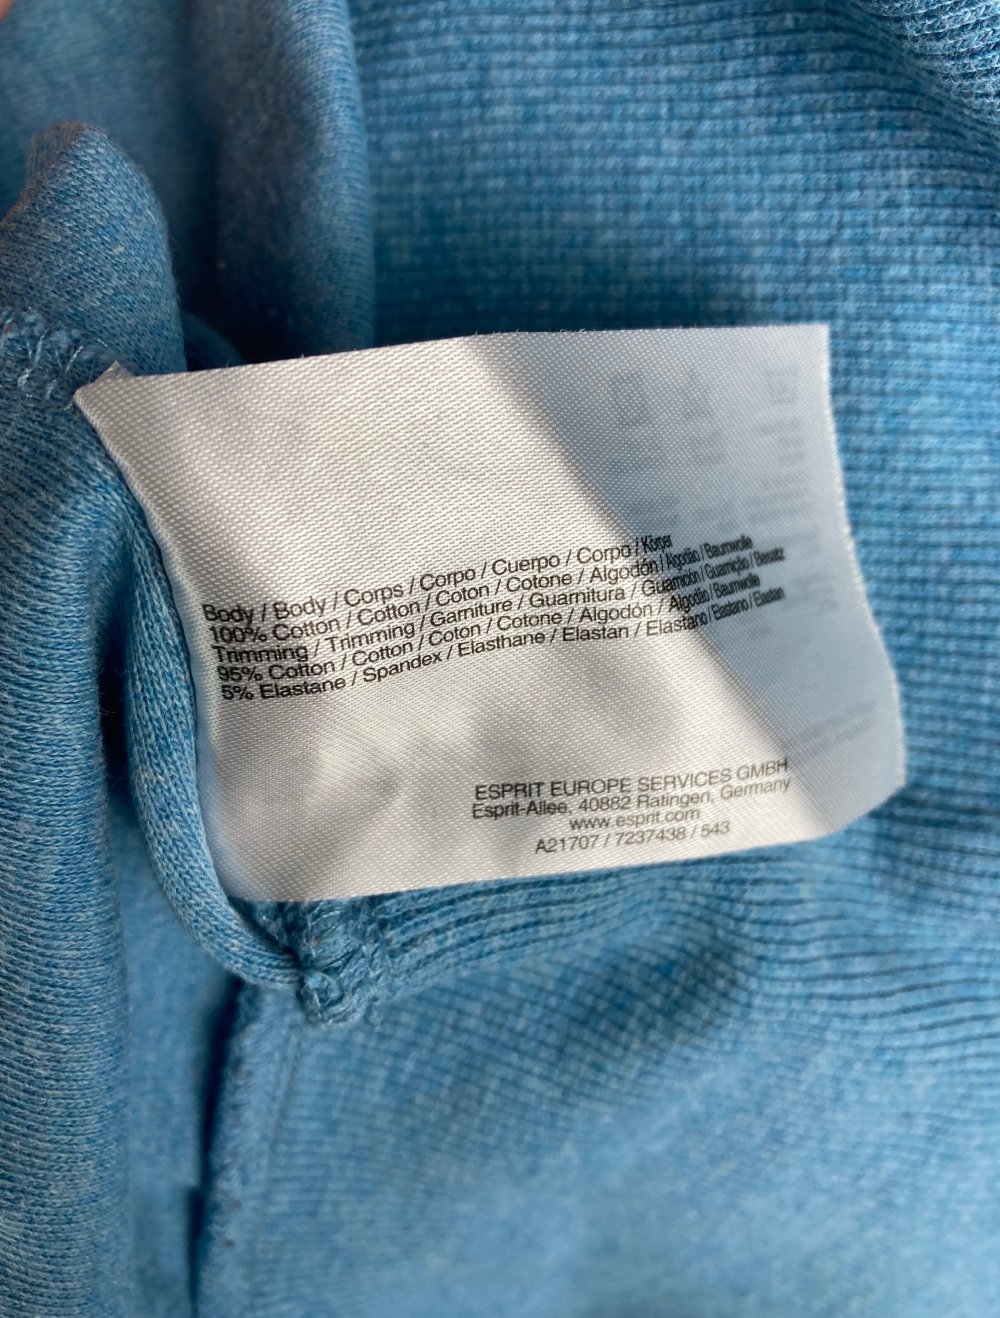 Body / Body / Corps / Corpo / Cuerpo / Corpo / Körper
100% Cotton / Cotton / Coton / Cotone / Algodón / Algodão / Baumwolle
Trimming / Trimming / Garniture / Guarnitura / Guarnición / Guarnição / Besatz
95% Cotton / Cotton / Coton / Cotone / Algodón / Algodão / Baumwolle
5% Elastane / Spandex / Elasthane / Elastan / Elastano / Elastano / Elastan
ESPRIT EUROPE SERVICES GMBH
Esprit-Allee, 40882 Ratingen, Germany
www.esprit.com
A21707 / 7237438 / 543